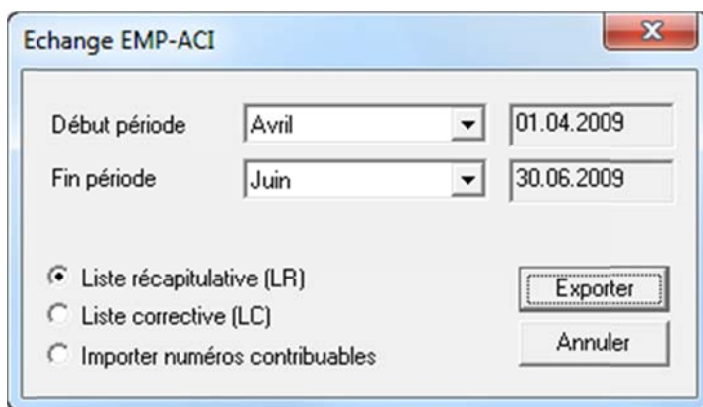 Echange EMP-ACI
Début période Avril 01.04.2009
Fin période Juin 30.06.2009
Liste récapitulative (LR) Exporter
Liste corrective (LC)
Importer numéros contribuables Annuler